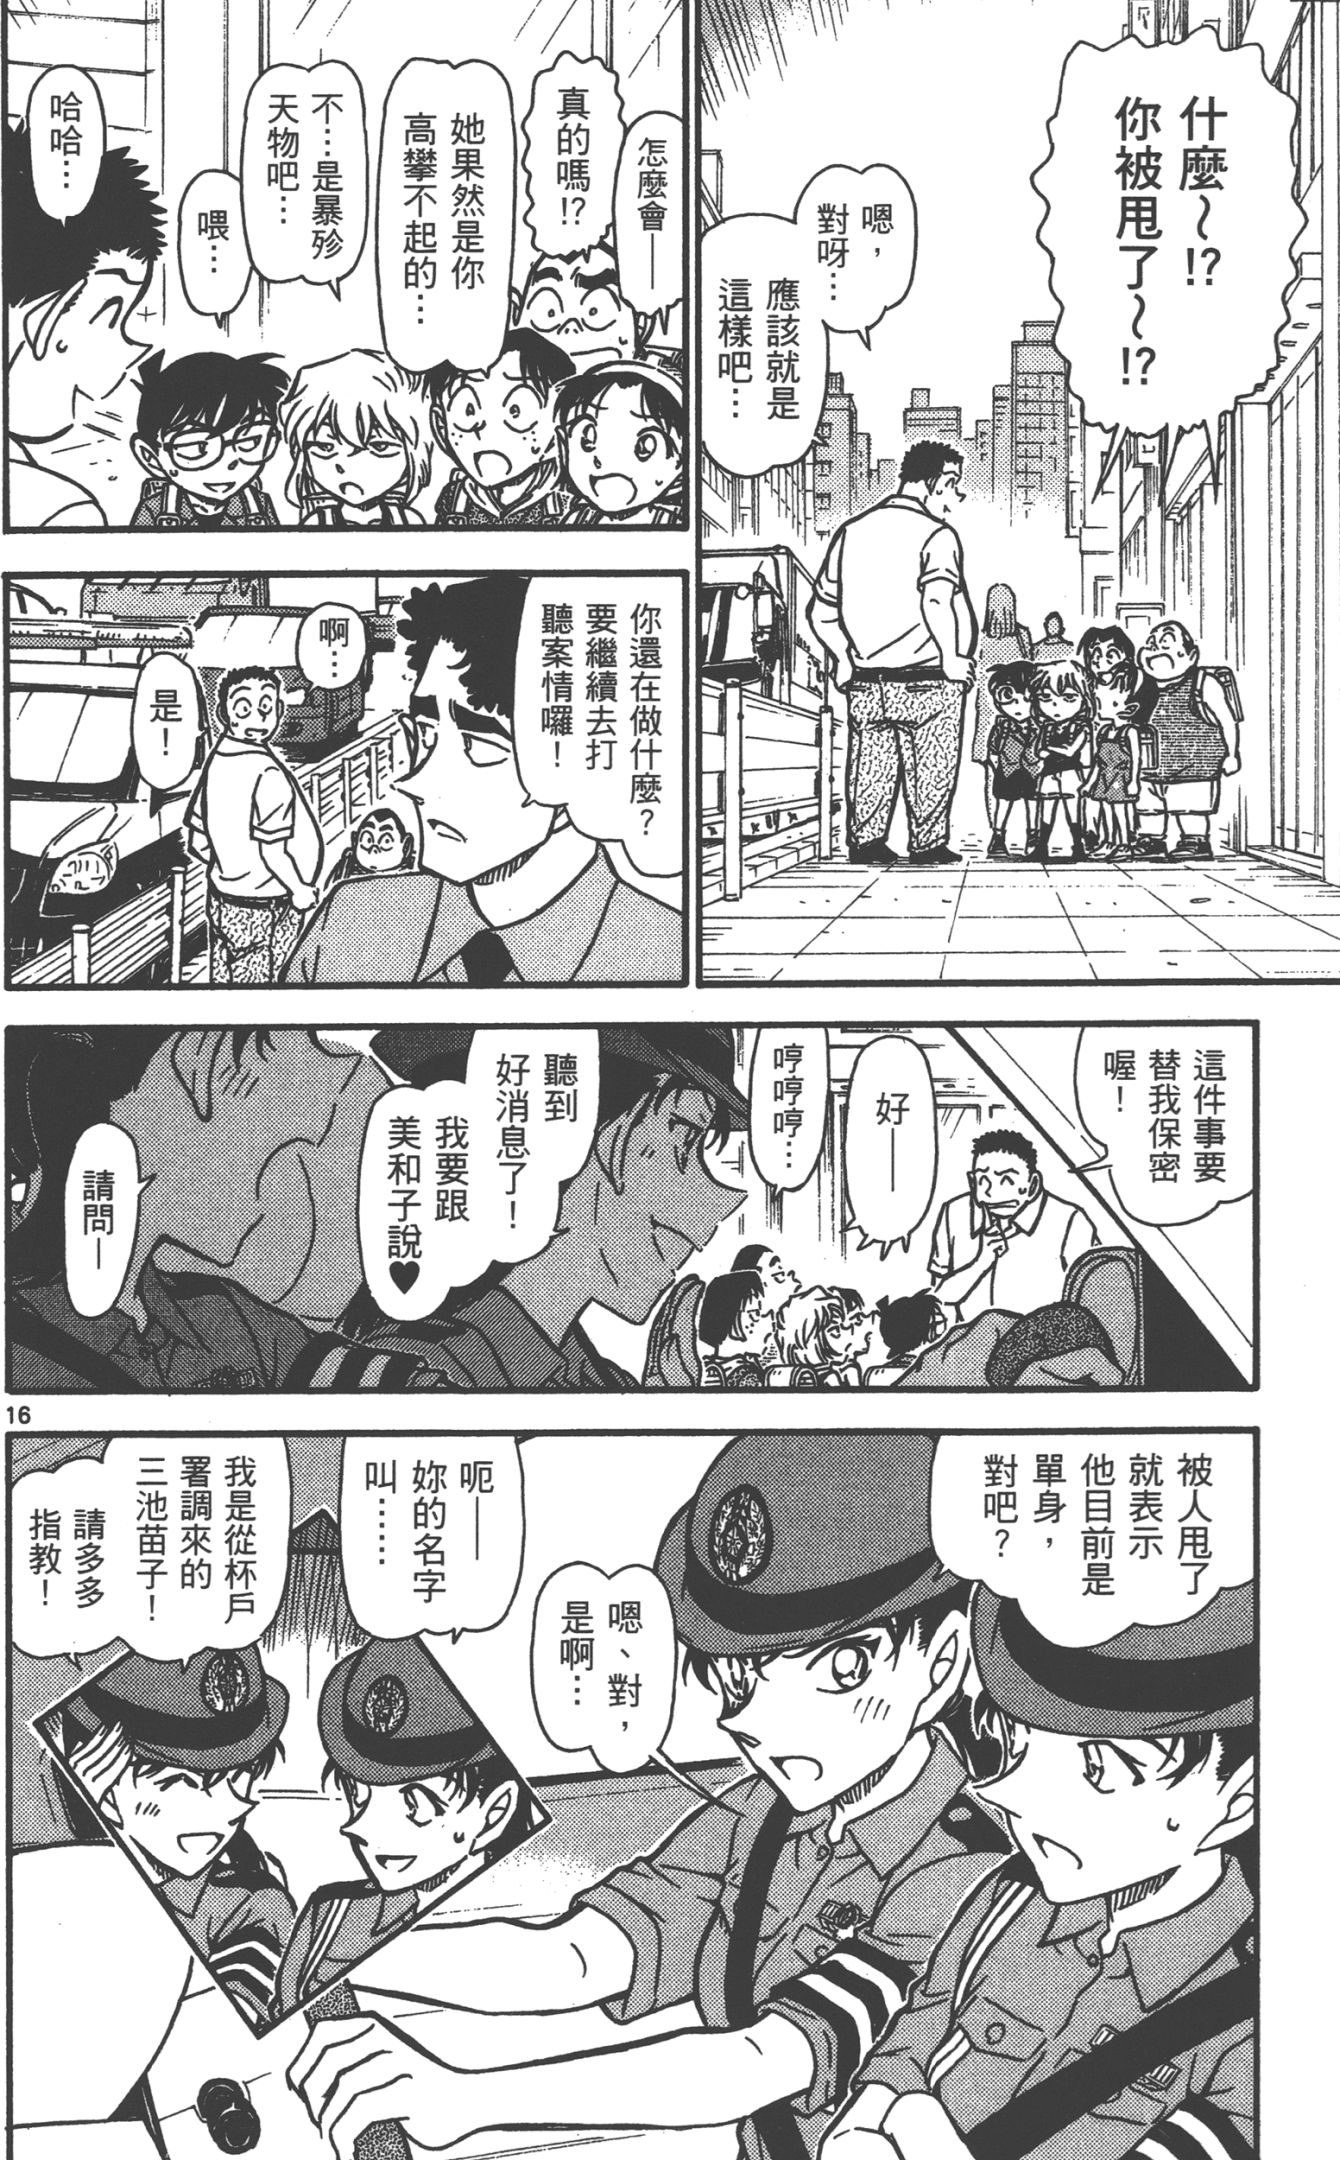 什麼～!?
你被甩了～!?
嗯，
對呀…
應該就是
這樣吧…
怎麼會—
真的嗎!?
她果然是你
高攀不起的…
不…是暴殄
天物吧…
喂…
哈哈…
你還在做什麼？
要繼續去打
聽案情囉！
啊…
是！
這件事要
替我保密
喔！
好—
哼哼哼…
聽到
好消息了！
我要跟
美和子說♥
請問—
16
被人甩了
就表示
他目前是
單身，
對吧？
嗯、對，
是啊…
呃—
妳的名字
叫……
我是從杯戶
署調來的
三池苗子！
請多多
指教！